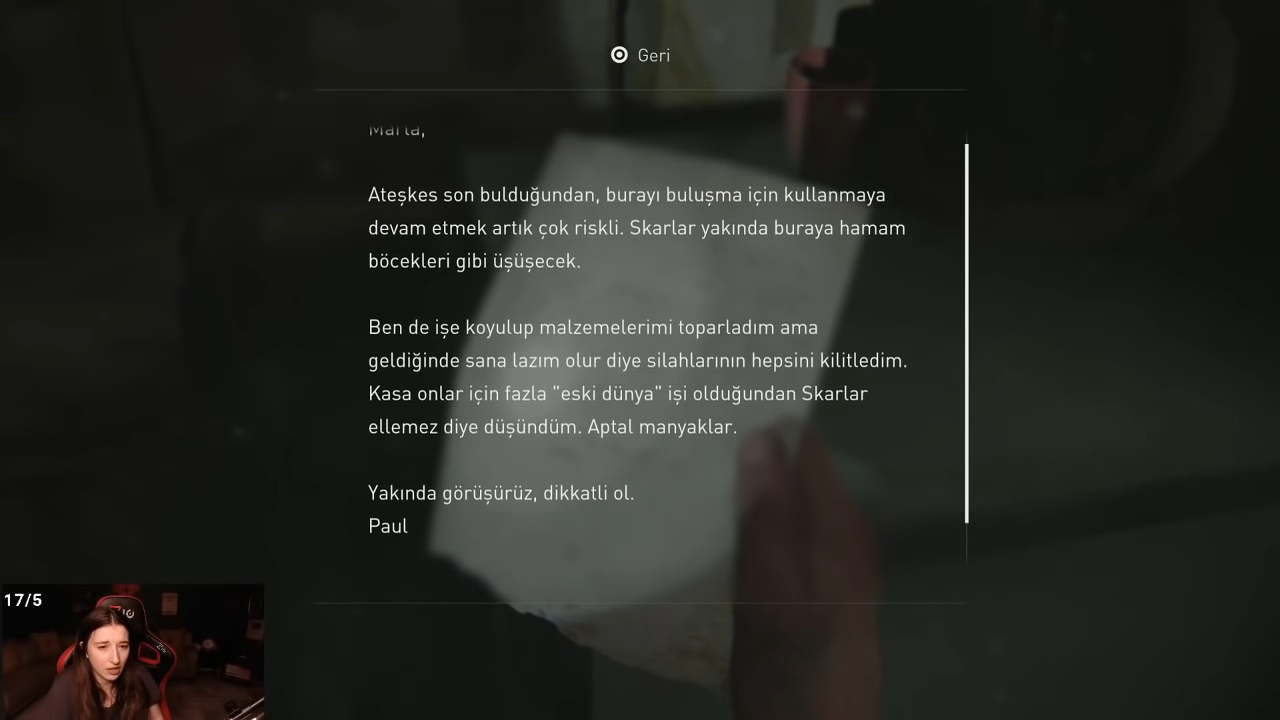 Geri
Marta,
Ateşkes son bulduğundan, burayı buluşma için kullanmaya
devam etmek artık çok riskli. Skarlar yakında buraya hamam
böcekleri gibi üşüşecek.
Ben de işe koyulup malzemelerimi toparladım ama
geldiğinde sana lazım olur diye silahlarının hepsini kilitledim.
Kasa onlar için fazla "eski dünya" işi olduğundan Skarlar
ellemez diye düşündüm. Aptal manyaklar.
Yakında görüşürüz, dikkatli ol.
Paul
17/5